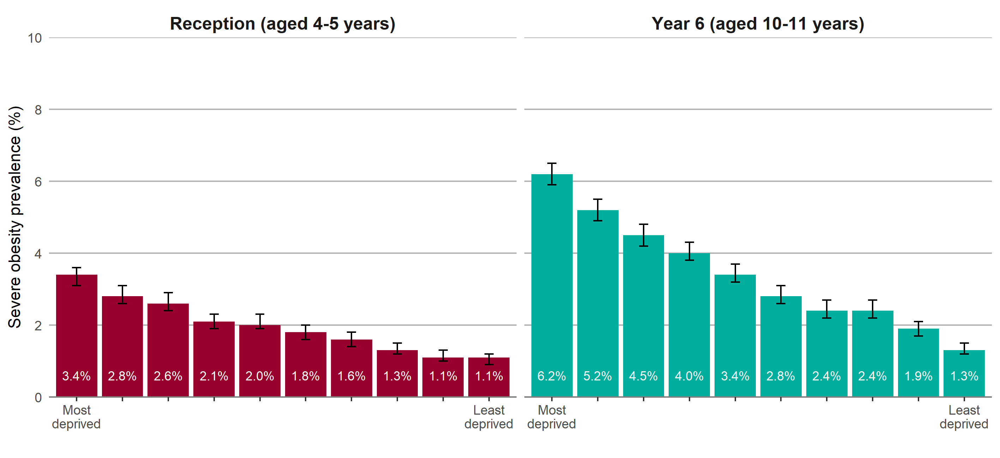 Reception (aged 4-5 years)
Year 6 (aged 10-11 years)
Severe obesity prevalence (%)
10
8
6
4
2
0
3.4% 2.8% 2.6% 2.1% 2.0% 1.8% 1.6% 1.3% 1.1% 1.1%
6.2% 5.2% 4.5% 4.0% 3.4% 2.8% 2.4% 2.4% 1.9% 1.3%
Most
deprived
Least
deprived
Most
deprived
Least
deprived